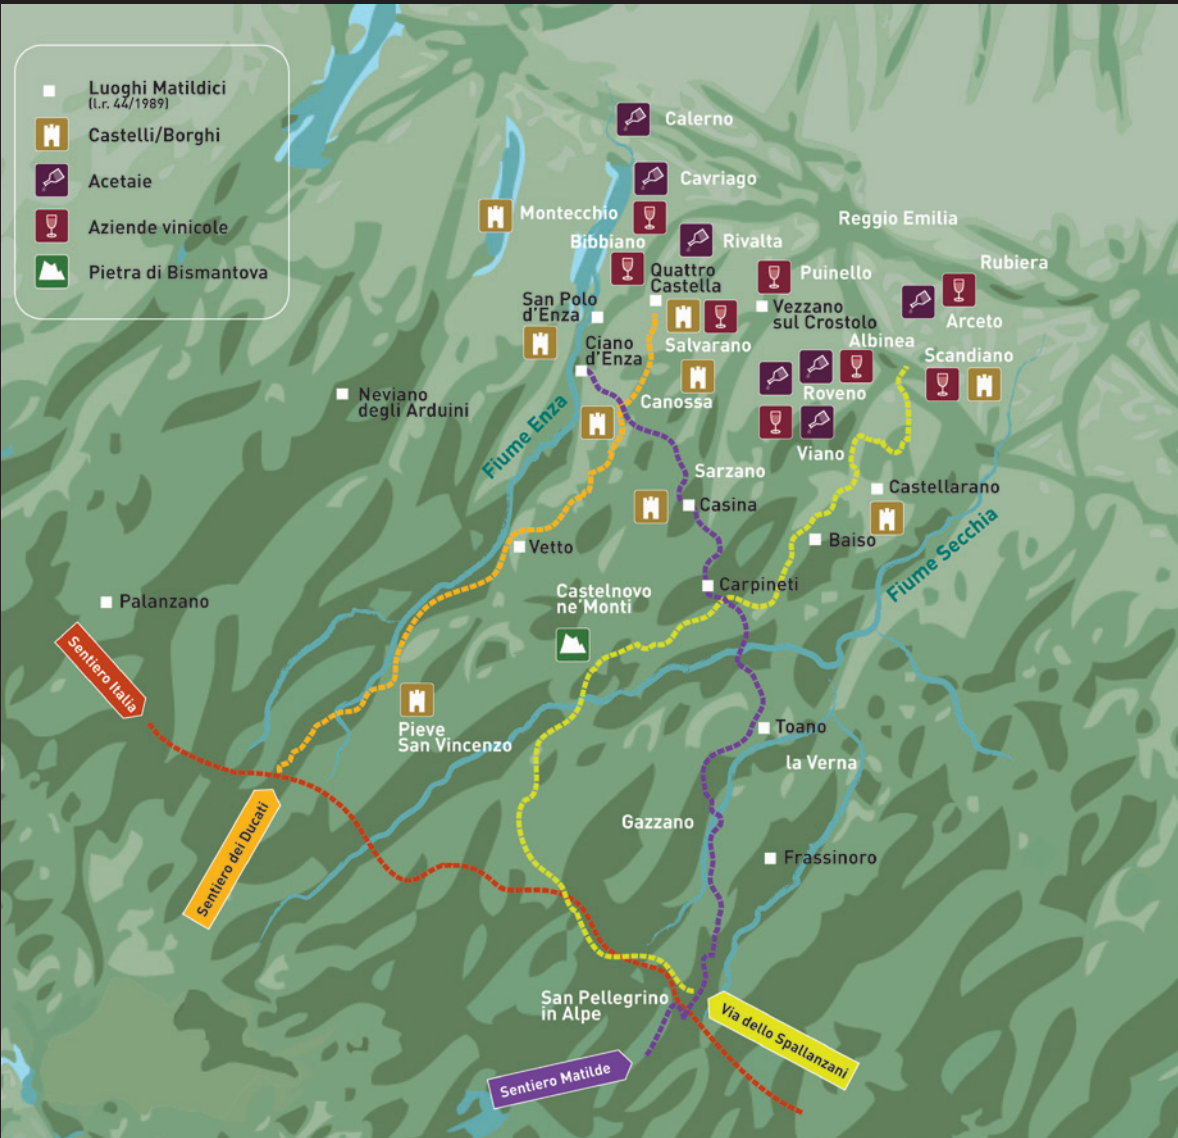 Luoghi Matildici
(l.r. 44/1989)
Castelli/Borghi
Acetaie
Aziende vinicole
Pietra di Bismantova
Calerno
Cavriago
Montecchio
Reggio Emilia
Bibbiano
Rivalta
Quattro
Castella
Puinello
Rubiera
San Polo
d'Enza
Vezzano
sul Crostolo
Arceto
Salvarano
Albinea
Ciano
d'Enza
Scandiano
Neviano
degli Arduini
Canossa
Roveno
Fiume Enza
Viano
Sarzano
Casina
Castellarano
Vetto
Baiso
Fiume Secchia
Castelnovo
ne'Monti
Carpineti
Palanzano
Sentiero Italia
Pieve
San Vincenzo
Toano
la Verna
Sentiero dei Ducati
Gazzano
Frassinoro
San Pellegrino
in Alpe
Via dello Spallanzani
Sentiero Matilde